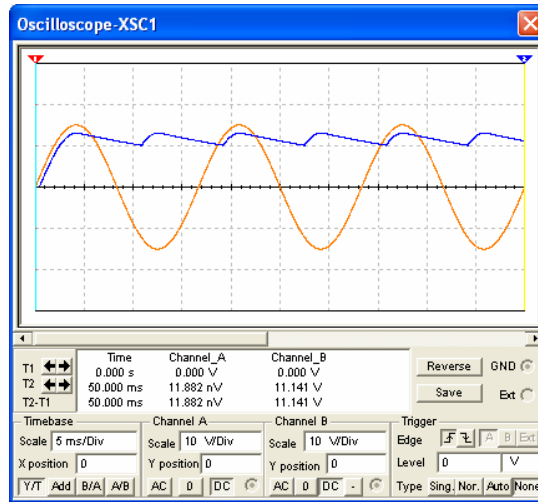 Oscilloscope-XSC1
1 2
Time Channel_A Channel_B
T1 0.000 s 0.000 V 0.000 V
T2 50.000 ms 11.882 nV 11.141 V
T2-T1 50.000 ms 11.882 nV 11.141 V
Reverse GND
Save Ext
Timebase
Scale 5 ms/Div
X position 0
Y/T Add B/A A/B
Channel A
Scale 10 V/Div
Y position 0
AC 0 DC
Channel B
Scale 10 V/Div
Y position 0
AC 0 DC -
Trigger
Edge A B Ext
Level 0 V
Type Sing. Nor. Auto None